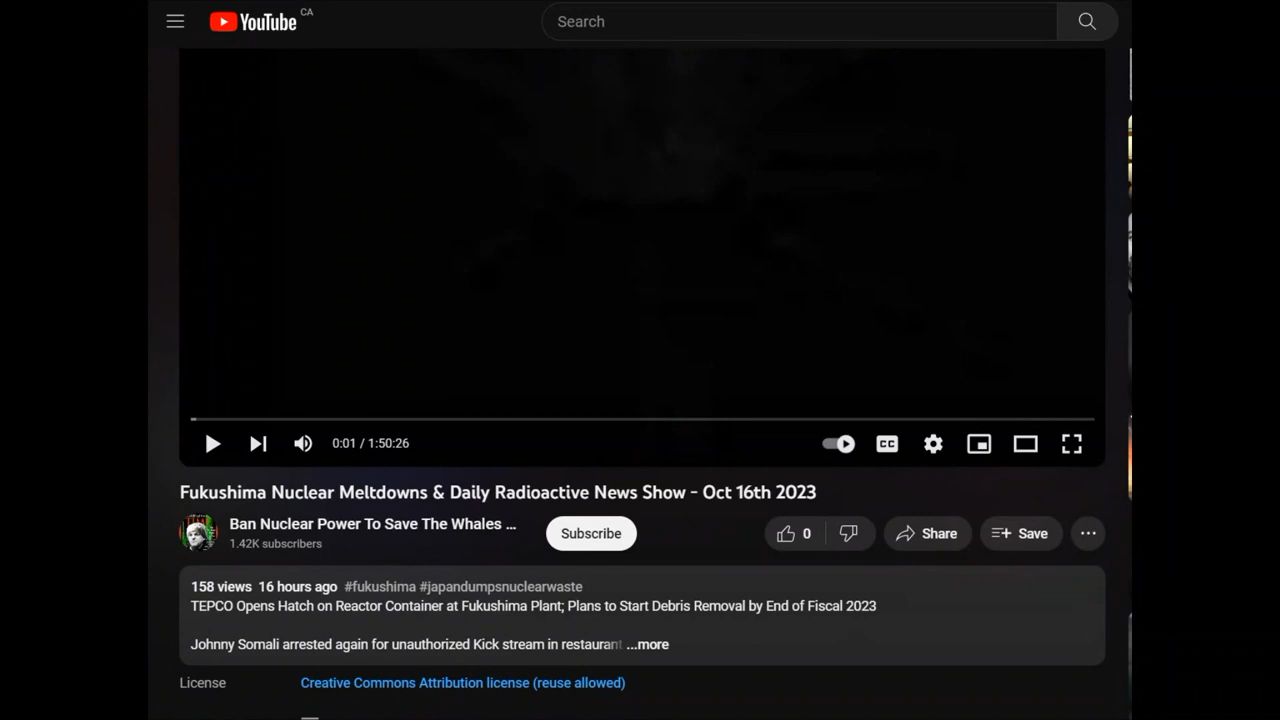 YouTube CA
Search
0:01 / 1:50:26
CC
Fukushima Nuclear Meltdowns & Daily Radioactive News Show - Oct 16th 2023
Ban Nuclear Power To Save The Whales ...
1.42K subscribers
Subscribe
0
Share
Save
158 views 16 hours ago #fukushima #japandumpsnuclearwaste
TEPCO Opens Hatch on Reactor Container at Fukushima Plant; Plans to Start Debris Removal by End of Fiscal 2023
Johnny Somali arrested again for unauthorized Kick stream in restaurant ...more
License Creative Commons Attribution license (reuse allowed)